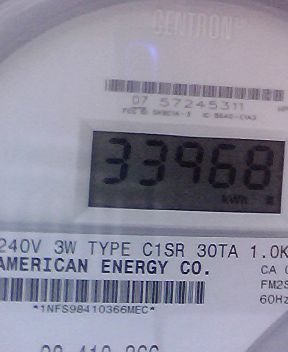 CENTRON
07 57245311
33968
kWh
240V 3W TYPE C1SR 30TA 1.0K
AMERICAN ENERGY CO.
CA
FM2S
60Hz
*1NFS98410366MEC*